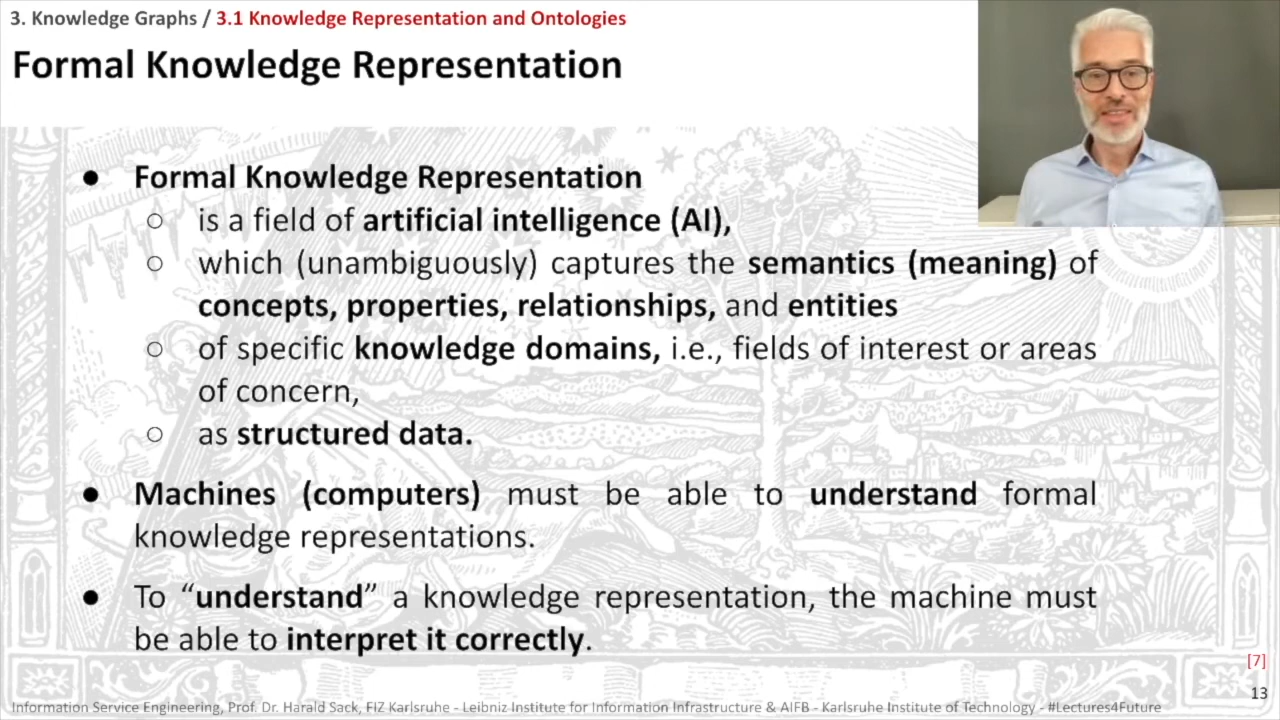 3. Knowledge Graphs / 3.1 Knowledge Representation and Ontologies
Formal Knowledge Representation
● Formal Knowledge Representation
○ is a field of artificial intelligence (AI),
○ which (unambiguously) captures the semantics (meaning) of
concepts, properties, relationships, and entities
○ of specific knowledge domains, i.e., fields of interest or areas
of concern,
○ as structured data.
● Machines (computers) must be able to understand formal
knowledge representations.
● To “understand” a knowledge representation, the machine must
be able to interpret it correctly.
[7]
13
Information Service Engineering, Prof. Dr. Harald Sack, FIZ Karlsruhe - Leibniz Institute for Information Infrastructure & AIFB - Karlsruhe Institute of Technology - #Lectures4Future